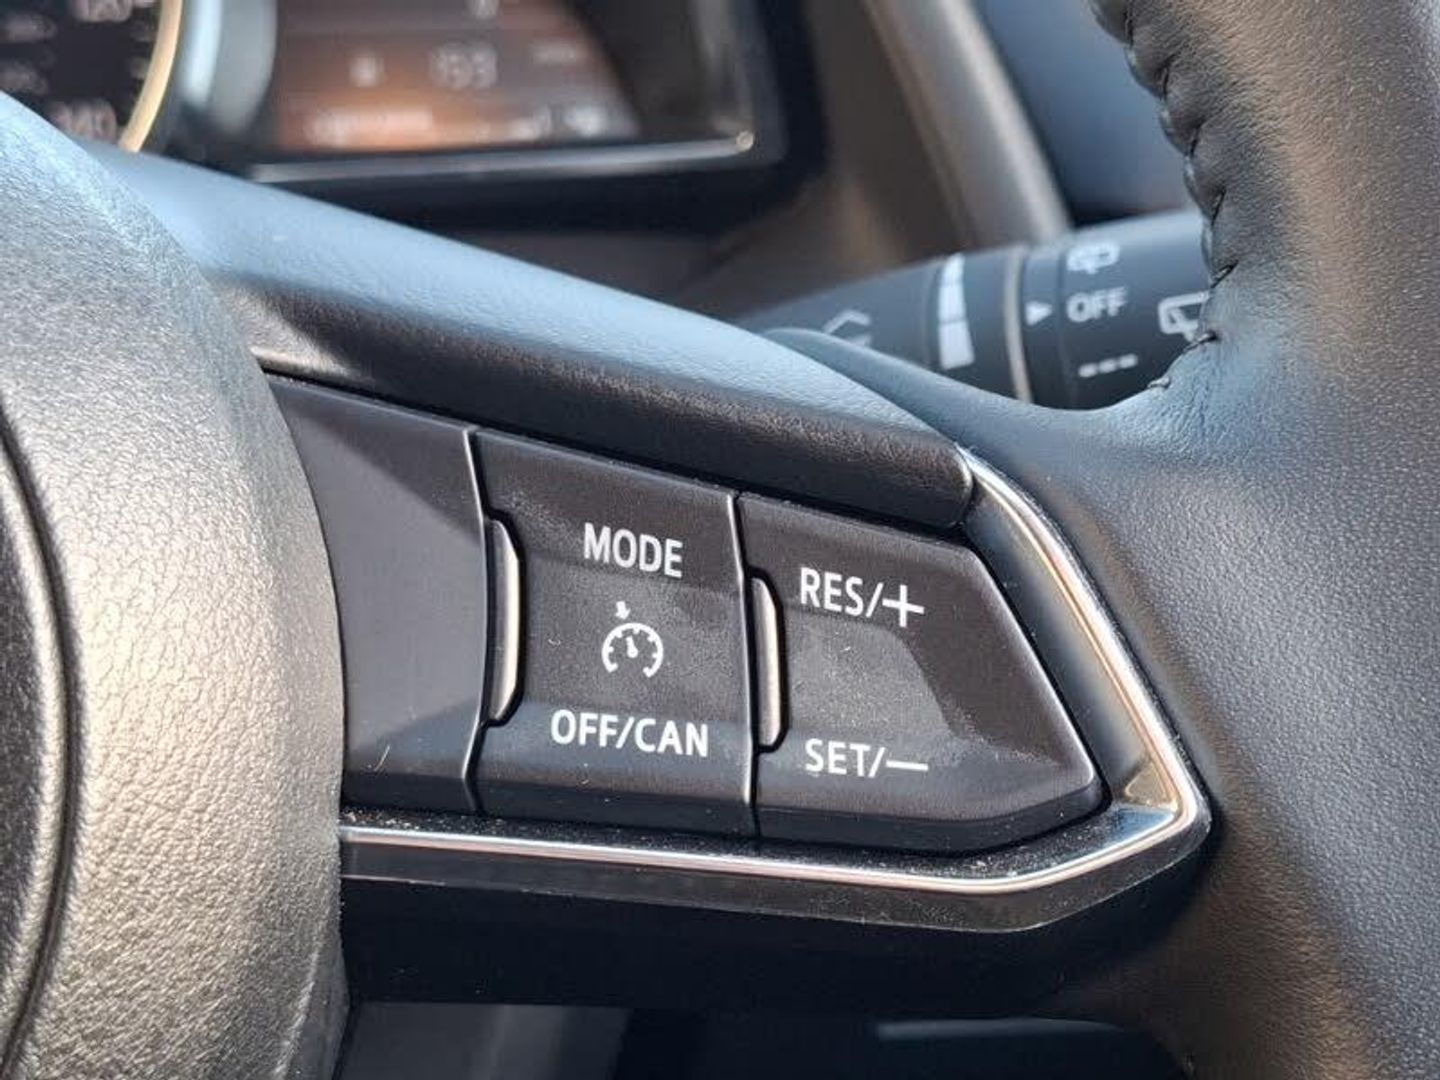 OFF
MODE
RES/+
OFF/CAN
SET/−